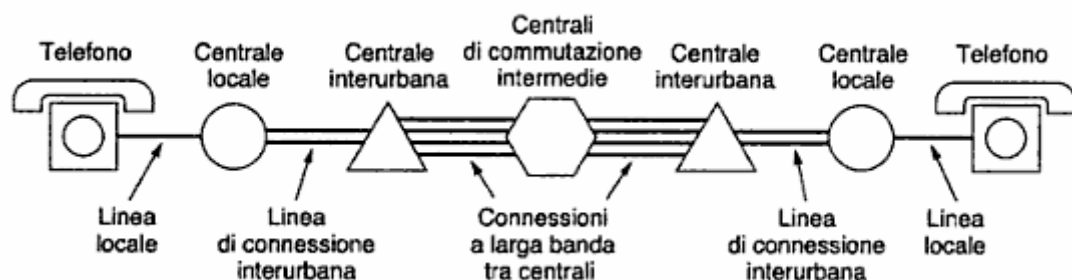 Telefono
Centrale
locale
Centrale
interurbana
Centrali
di commutazione
intermedie
Centrale
interurbana
Centrale
locale
Telefono
Linea
locale
Linea
di connessione
interurbana
Connessioni
a larga banda
tra centrali
Linea
di connessione
interurbana
Linea
locale